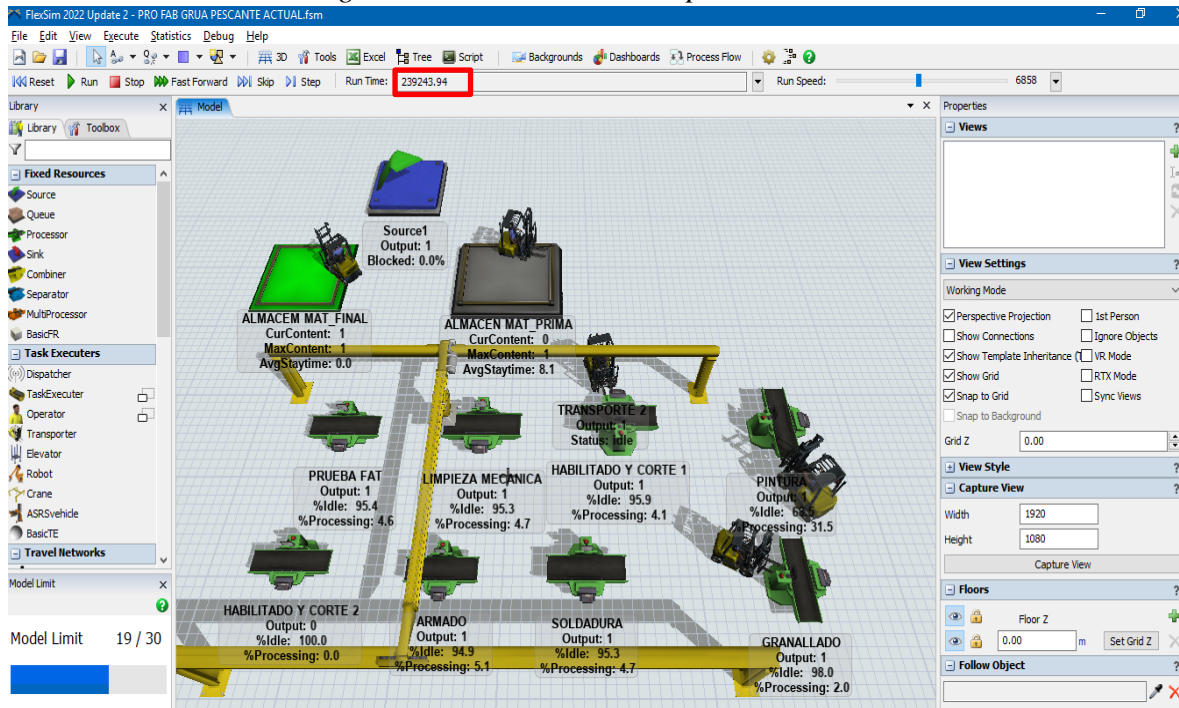 FlexSim 2022 Update 2 - PRO FAB GRUA PESCANTE ACTUAL.fsm
File Edit View Execute Statistics Debug Help
3D Tools Excel Tree Script Backgrounds Dashboards Process Flow
Reset Run Stop Fast Forward Skip Step Run Time: 239243.94 Run Speed: 6858
Library
Library Toolbox
Fixed Resources
Source
Queue
Processor
Sink
Combiner
Separator
MultiProcessor
BasicFR
Task Executers
Dispatcher
TaskExecuter
Operator
Transporter
Elevator
Robot
Crane
ASRSvehicle
BasicTE
Travel Networks
Model Limit
Model Limit 19 / 30
Model
Source1
Output: 1
Blocked: 0.0%
ALMACEM MAT_FINAL
CurContent: 1
MaxContent: 1
AvgStaytime: 0.0
ALMACEN MAT_PRIMA
CurContent: 0
MaxContent: 1
AvgStaytime: 8.1
TRANSPORTE 2
Output: 1
Status: idle
PRUEBA FAT
Output: 1
%Idle: 95.4
%Processing: 4.6
LIMPIEZA MECANICA
Output: 1
%Idle: 95.3
%Processing: 4.7
HABILITADO Y CORTE 1
Output: 1
%Idle: 95.9
%Processing: 4.1
PINTURA
Output: 1
%Idle:
%Processing: 31.5
HABILITADO Y CORTE 2
Output: 0
%Idle: 100.0
%Processing: 0.0
ARMADO
Output: 1
%Idle: 94.9
%Processing: 5.1
SOLDADURA
Output: 1
%Idle: 95.3
%Processing: 4.7
GRANALLADO
Output: 1
%Idle: 98.0
%Processing: 2.0
Properties
Views
View Settings
Working Mode
Perspective Projection 1st Person
Show Connections Ignore Objects
Show Template Inheritance VR Mode
Show Grid RTX Mode
Snap to Grid Sync Views
Snap to Background
Grid Z 0.00
View Style
Capture View
Width 1920
Height 1080
Capture View
Floors
Floor Z
0.00 m Set Grid Z
Follow Object